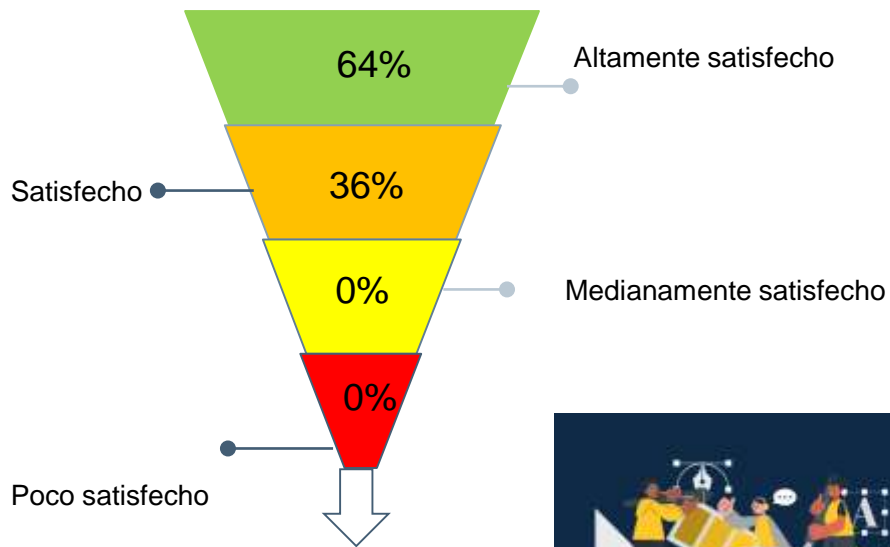 64%
Altamente satisfecho
Satisfecho
36%
0%
Medianamente satisfecho
0%
Poco satisfecho
A